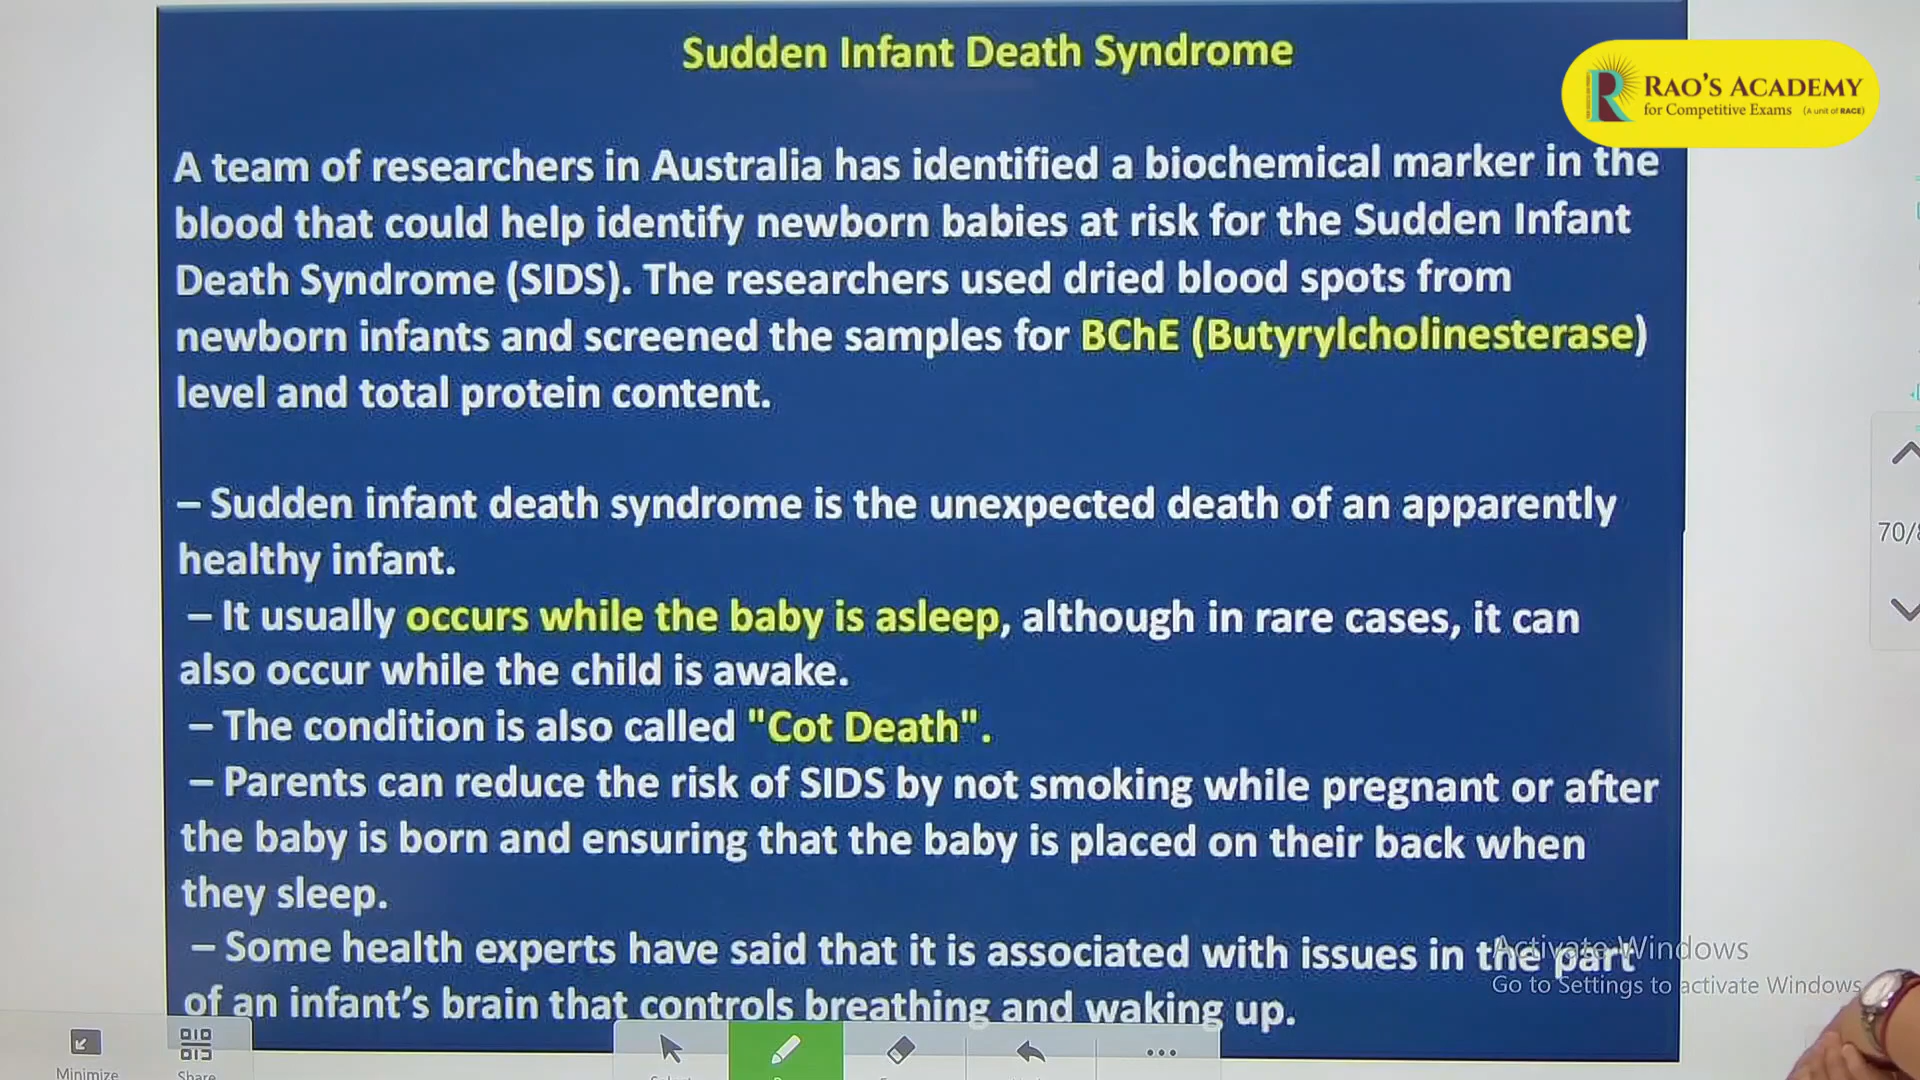 Sudden Infant Death Syndrome
RAO'S ACADEMY
for Competitive Exams (A unit of RACE)
A team of researchers in Australia has identified a biochemical marker in the
blood that could help identify newborn babies at risk for the Sudden Infant
Death Syndrome (SIDS). The researchers used dried blood spots from
newborn infants and screened the samples for BChE (Butyrylcholinesterase)
level and total protein content.
– Sudden infant death syndrome is the unexpected death of an apparently
healthy infant.
– It usually occurs while the baby is asleep, although in rare cases, it can
also occur while the child is awake.
– The condition is also called "Cot Death".
– Parents can reduce the risk of SIDS by not smoking while pregnant or after
the baby is born and ensuring that the baby is placed on their back when
they sleep.
– Some health experts have said that it is associated with issues in the part
of an infant's brain that controls breathing and waking up.
70/
Activate Windows
Go to Settings to activate Windows
Minimize
Share